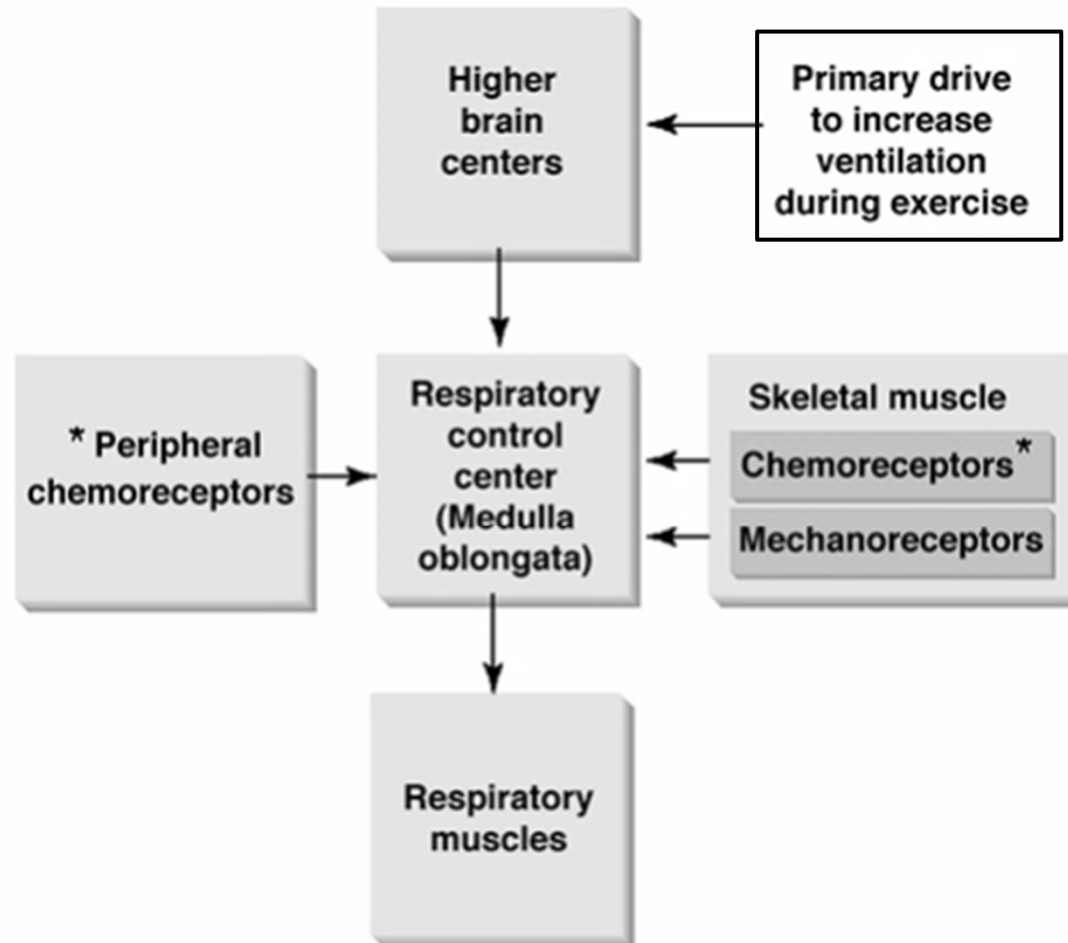 Higher
brain
centers
Primary drive
to increase
ventilation
during exercise
* Peripheral
chemoreceptors
Respiratory
control
center
(Medulla
oblongata)
Skeletal muscle
Chemoreceptors*
Mechanoreceptors
Respiratory
muscles